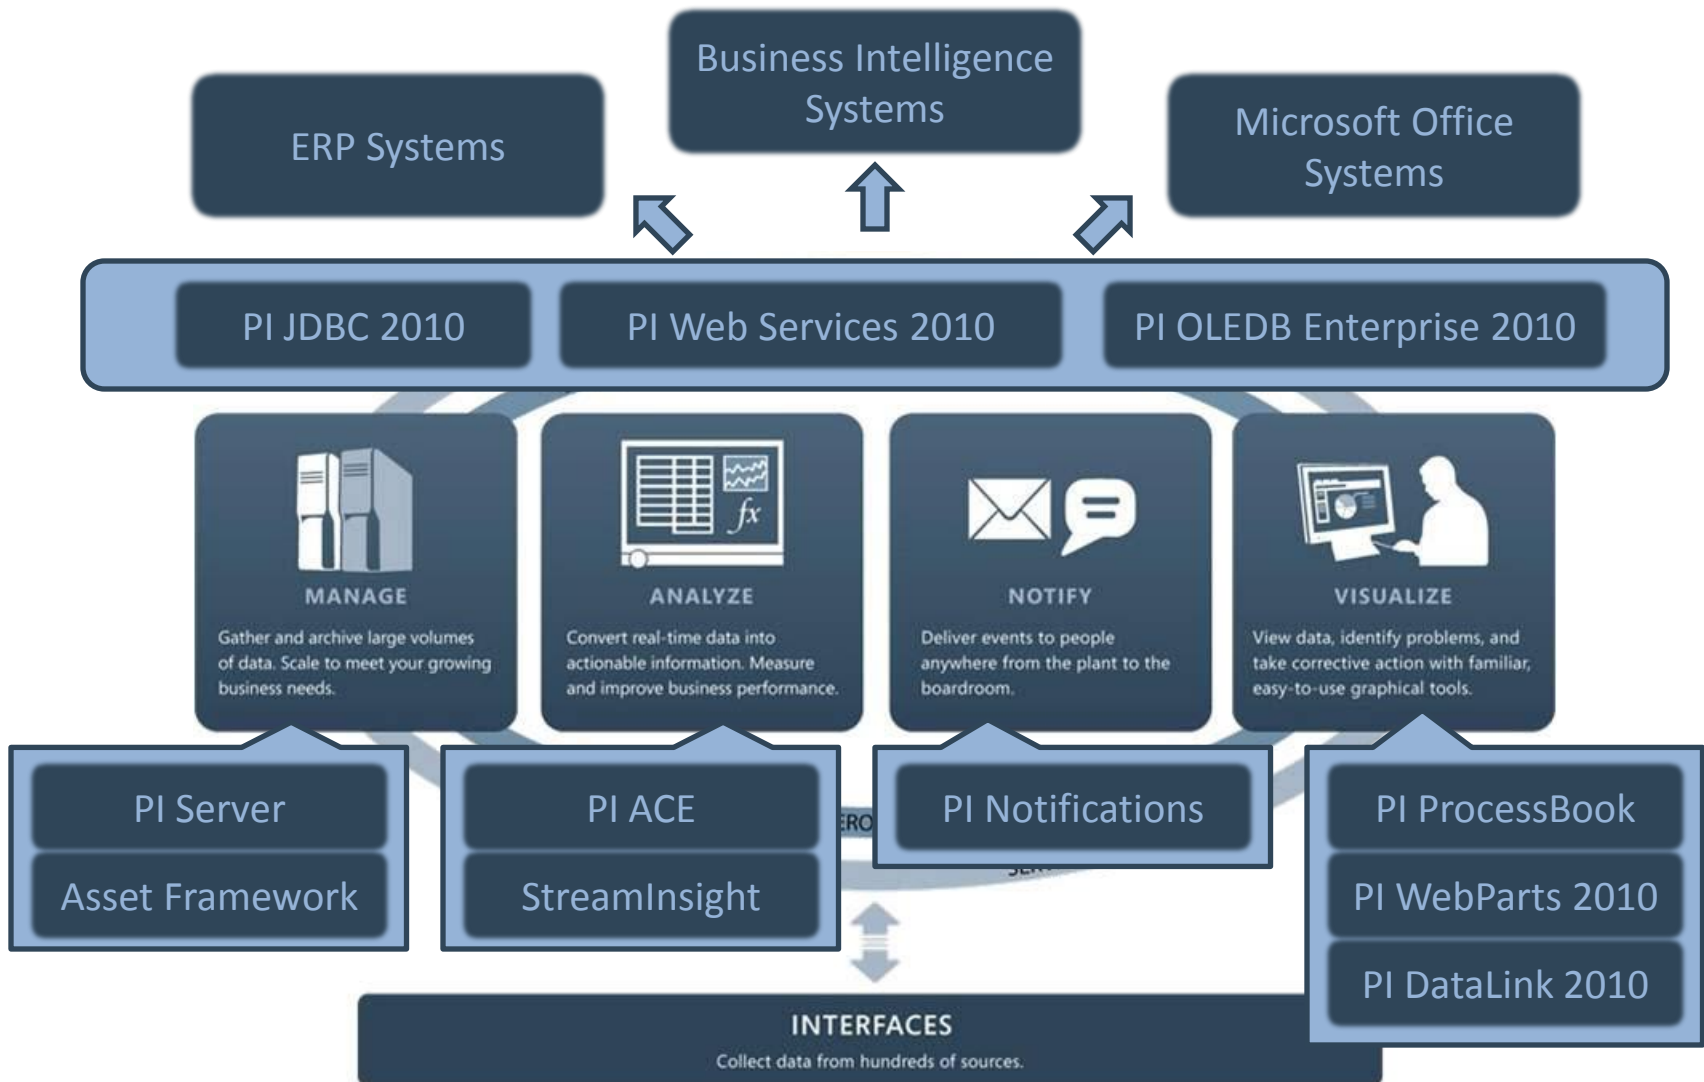 Business Intelligence
Systems
ERP Systems
Microsoft Office
Systems
PI JDBC 2010
PI Web Services 2010
PI OLEDB Enterprise 2010
fx
MANAGE
Gather and archive large volumes
of data. Scale to meet your growing
business needs.
ANALYZE
Convert real-time data into
actionable information. Measure
and improve business performance.
NOTIFY
Deliver events to people
anywhere from the plant to the
boardroom.
VISUALIZE
View data, identify problems, and
take corrective action with familiar,
easy-to-use graphical tools.
PI Server
Asset Framework
PI ACE
StreamInsight
PI Notifications
PI ProcessBook
PI WebParts 2010
PI DataLink 2010
INTERFACES
Collect data from hundreds of sources.